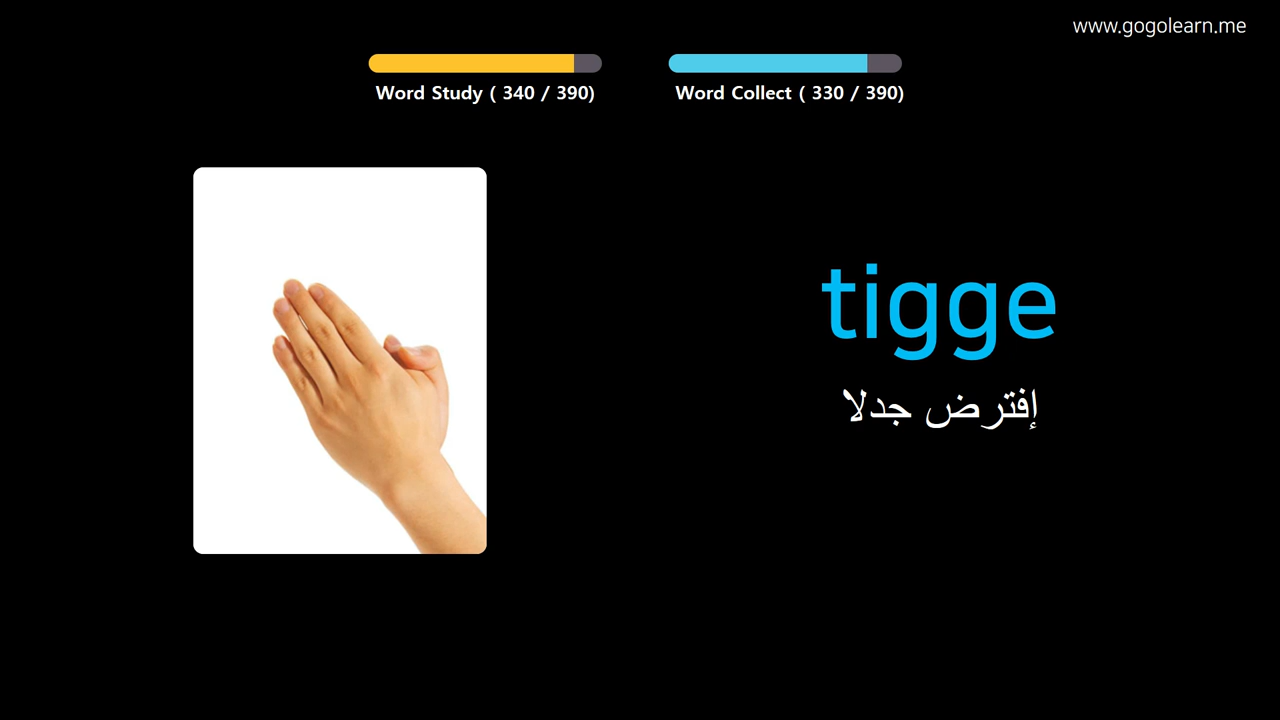 www.gogolearn.me
Word Study ( 340 / 390)
Word Collect ( 330 / 390)
tigge
إفترض جدلا